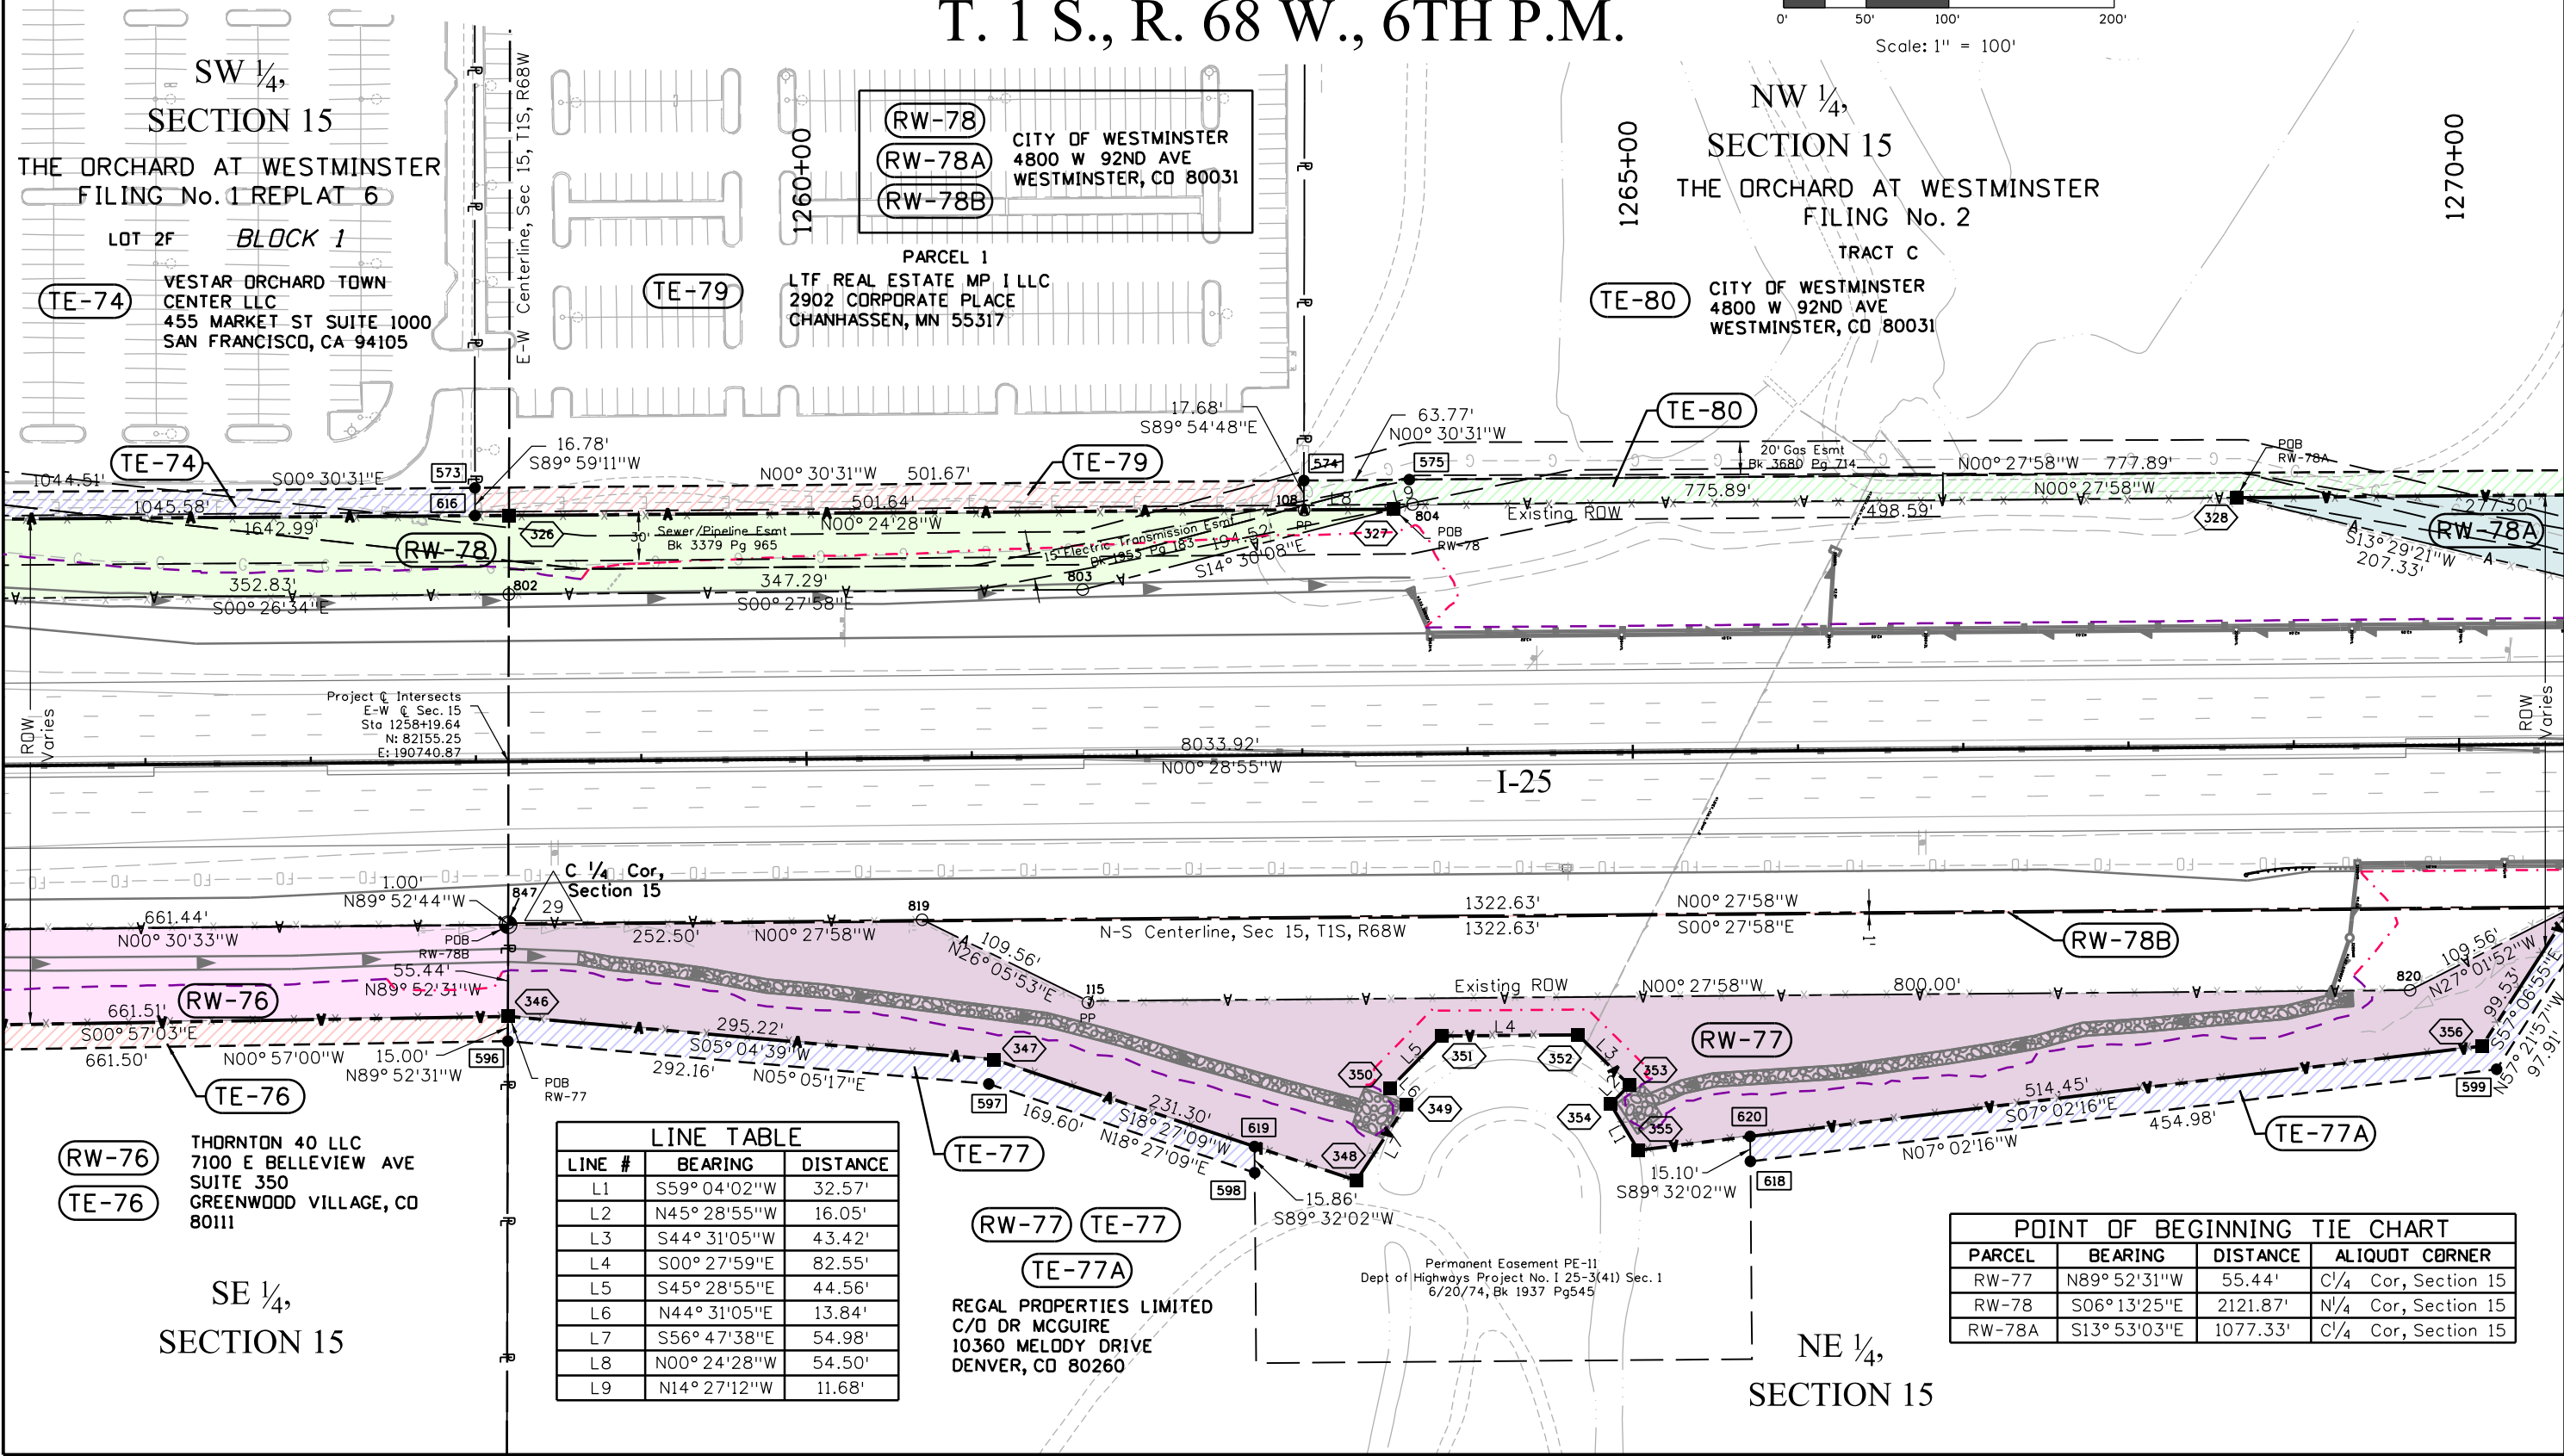 T. 1 S., R. 68 W., 6TH P.M.
0' 50' 100' 200'
Scale: 1" = 100'
SW 1/4,
SECTION 15
THE ORCHARD AT WESTMINSTER
FILING No. 1 REPLAT 6
LOT 2F BLOCK 1
TE-74
VESTAR ORCHARD TOWN
CENTER LLC
455 MARKET ST SUITE 1000
SAN FRANCISCO, CA 94105
E-W Centerline, Sec 15, T1S, R68W
1260+00
RW-78
RW-78A
RW-78B
CITY OF WESTMINSTER
4800 W 92ND AVE
WESTMINSTER, CO 80031
TE-79
PARCEL 1
LTF REAL ESTATE MP I LLC
2902 CORPORATE PLACE
CHANHASSEN, MN 55317
1265+00
NW 1/4,
SECTION 15
THE ORCHARD AT WESTMINSTER
FILING No. 2
TRACT C
TE-80
CITY OF WESTMINSTER
4800 W 92ND AVE
WESTMINSTER, CO 80031
1270+00
TE-74
1044.51' S00°30'31"E
1045.58'
1642.99'
573
616
16.78'
S89°59'11"W
N00°30'31"W 501.67'
TE-79
501.64'
N00°24'28"W
17.68'
S89°54'48"E
574
575
63.77'
N00°30'31"W
TE-80
20' Gas Esmt
Bk 3680 Pg 714
N00°27'58"W 777.89'
POB
RW-78A
775.89'
N00°27'58"W
498.59'
277.30'
Existing ROW
108
PP
L8
L9
804
POB
RW-78
326
327
328
30'
Sewer/Pipeline Esmt
Bk 3379 Pg 965
15' Electric Transmission Esmt
Bk 1953 Pg 183
194.52'
S14°30'08"E
RW-78
RW-78A
S13°29'21"W
207.33'
352.83'
S00°26'34"E
802
347.29'
S00°27'58"E
803
ROW
Varies
Project ℄ Intersects
E-W ℄ Sec. 15
Sta 1258+19.64
N: 82155.25
E: 190740.87
8033.92'
N00°28'55"W
I-25
ROW
Varies
C 1/4 Cor,
Section 15
29
847
1.00'
N89°52'44"W
661.44'
N00°30'33"W
POB
RW-78B
819
252.50' N00°27'58"W
109.56'
N26°05'53"E
1322.63' N00°27'58"W
N-S Centerline, Sec 15, T1S, R68W 1322.63' S00°27'58"E
1'
RW-78B
115
PP
Existing ROW N00°27'58"W 800.00'
820
109.56'
N27°01'52"W
99.53'
S57°06'55"E
N57°21'57"W
97.91'
RW-76
55.44'
N89°52'31"W
661.51'
S00°57'03"E
661.50' N00°57'00"W
15.00'
N89°52'31"W
596
346
POB
RW-77
TE-76
295.22'
S05°04'39"W
292.16' N05°05'17"E
347
597
231.30'
S18°27'09"W
169.60'
N18°27'09"E
TE-77
619
598
348
15.86'
S89°32'02"W
L7
349
350
L6
L5
351
L4
352
L3
353
L2
354
L1
355
RW-77
620
618
15.10'
S89°32'02"W
514.45'
S07°02'16"E
N07°02'16"W 454.98'
356
599
TE-77A
RW-76
TE-76
THORNTON 40 LLC
7100 E BELLEVIEW AVE
SUITE 350
GREENWOOD VILLAGE, CO
80111
SE 1/4,
SECTION 15
LINE TABLE
LINE # BEARING DISTANCE
L1 S59°04'02"W 32.57'
L2 N45°28'55"W 16.05'
L3 S44°31'05"W 43.42'
L4 S00°27'59"E 82.55'
L5 S45°28'55"E 44.56'
L6 N44°31'05"E 13.84'
L7 S56°47'38"E 54.98'
L8 N00°24'28"W 54.50'
L9 N14°27'12"W 11.68'
RW-77 TE-77
TE-77A
REGAL PROPERTIES LIMITED
C/O DR MCGUIRE
10360 MELODY DRIVE
DENVER, CO 80260
Permanent Easement PE-11
Dept of Highways Project No. I 25-3(41) Sec. 1
6/20/74, Bk 1937 Pg545
NE 1/4,
SECTION 15
POINT OF BEGINNING TIE CHART
PARCEL BEARING DISTANCE ALIQUOT CORNER
RW-77 N89°52'31"W 55.44' C1/4 Cor, Section 15
RW-78 S06°13'25"E 2121.87' N1/4 Cor, Section 15
RW-78A S13°53'03"E 1077.33' C1/4 Cor, Section 15